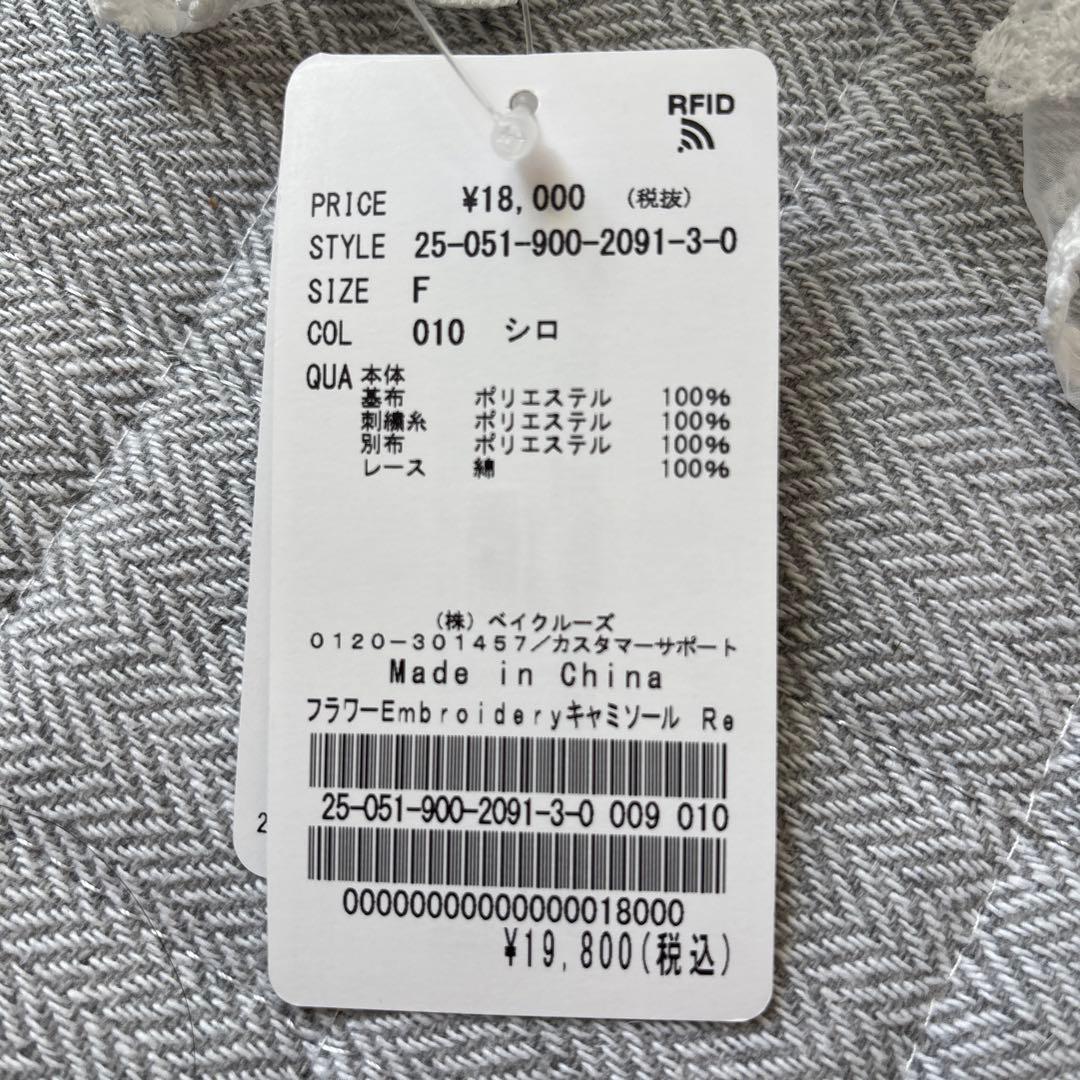 RFID
PRICE ¥18,000 (税抜)
STYLE 25-051-900-2091-3-0
SIZE F
COL 010 シロ
QUA 本体
基布 ポリエステル 100%
刺繍糸 ポリエステル 100%
別布 ポリエステル 100%
レース 綿 100%
(株) ベイクルーズ
0120-301457/カスタマーサポート
Made in China
フラワーEmbroideryキャミソール Re
25-051-900-2091-3-0 009 010
2
00000000000000018000
¥19,800(税込)